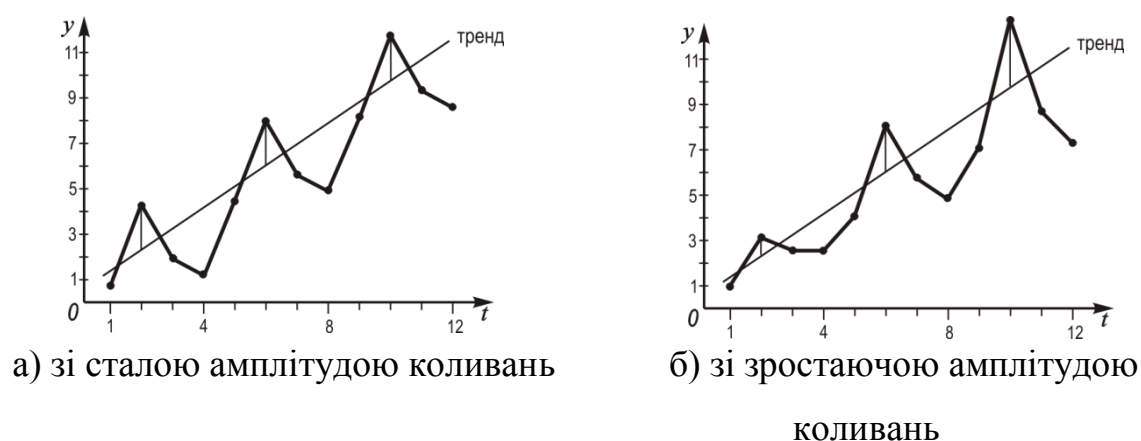 y
тренд
11
9
7
5
3
1
0
1
4
8
12
t
а) зі сталою амплітудою коливань
y
тренд
11
9
7
5
3
1
0
1
4
8
12
t
б) зі зростаючою амплітудою
коливань